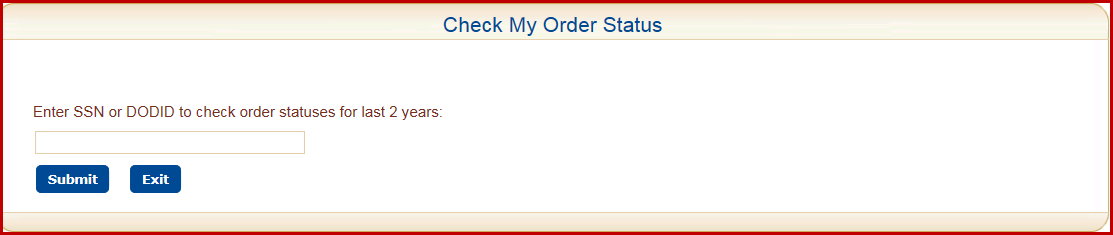 Check My Order Status
Enter SSN or DODID to check order statuses for last 2 years:
Submit Exit